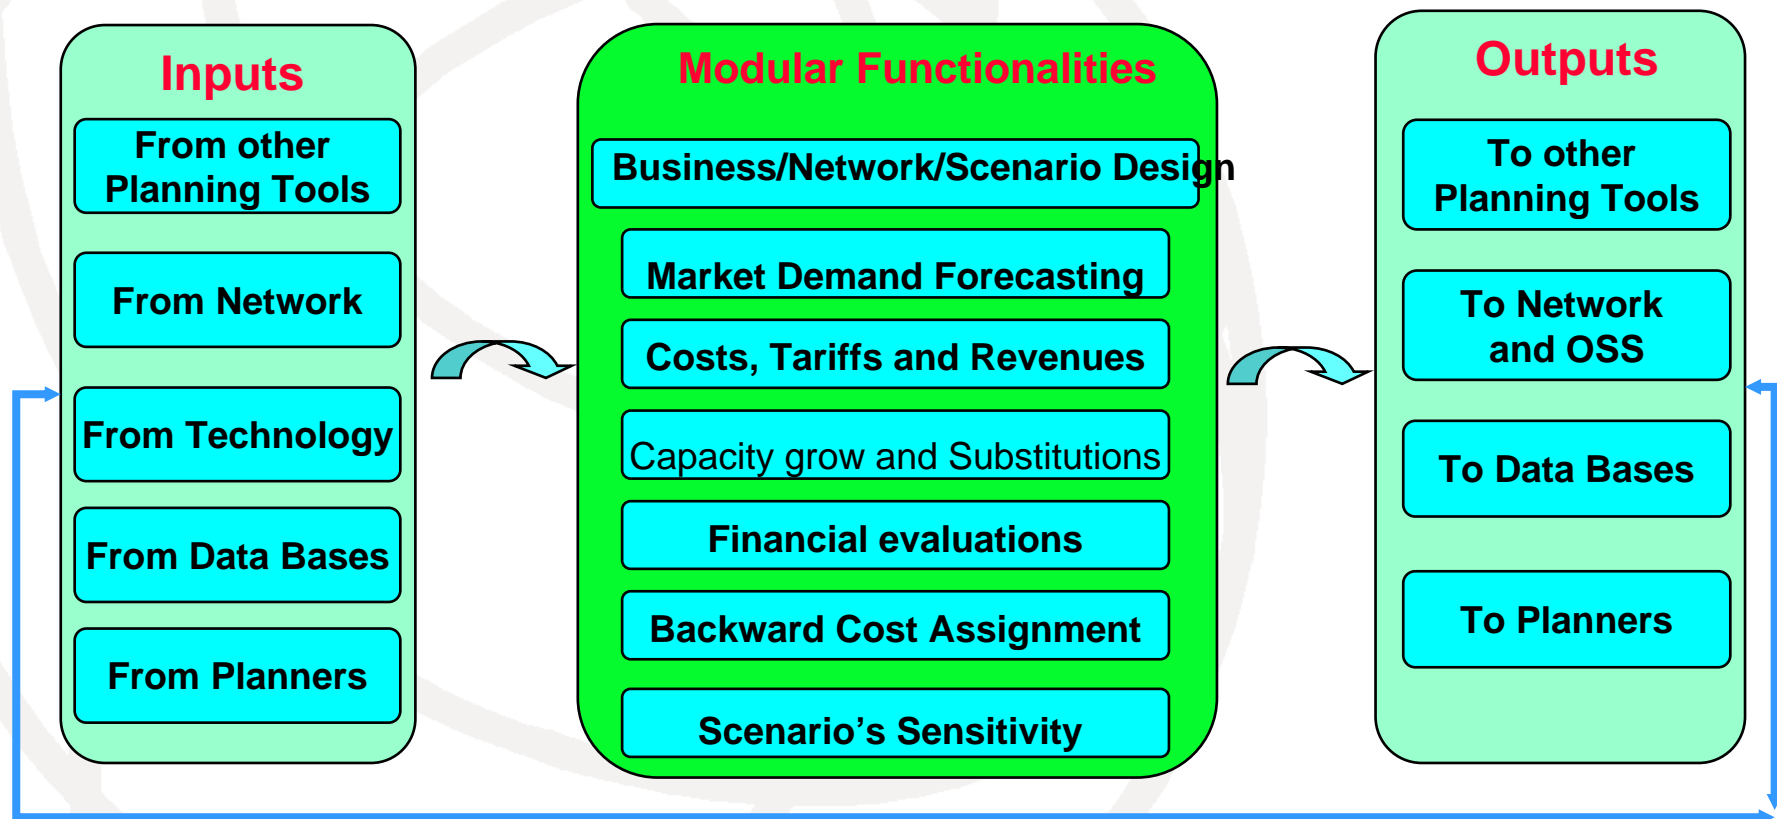 Inputs
From other
Planning Tools
From Network
From Technology
From Data Bases
From Planners
Modular Functionalities
Business/Network/Scenario Design
Market Demand Forecasting
Costs, Tariffs and Revenues
Capacity grow and Substitutions
Financial evaluations
Backward Cost Assignment
Scenario’s Sensitivity
Outputs
To other
Planning Tools
To Network
and OSS
To Data Bases
To Planners